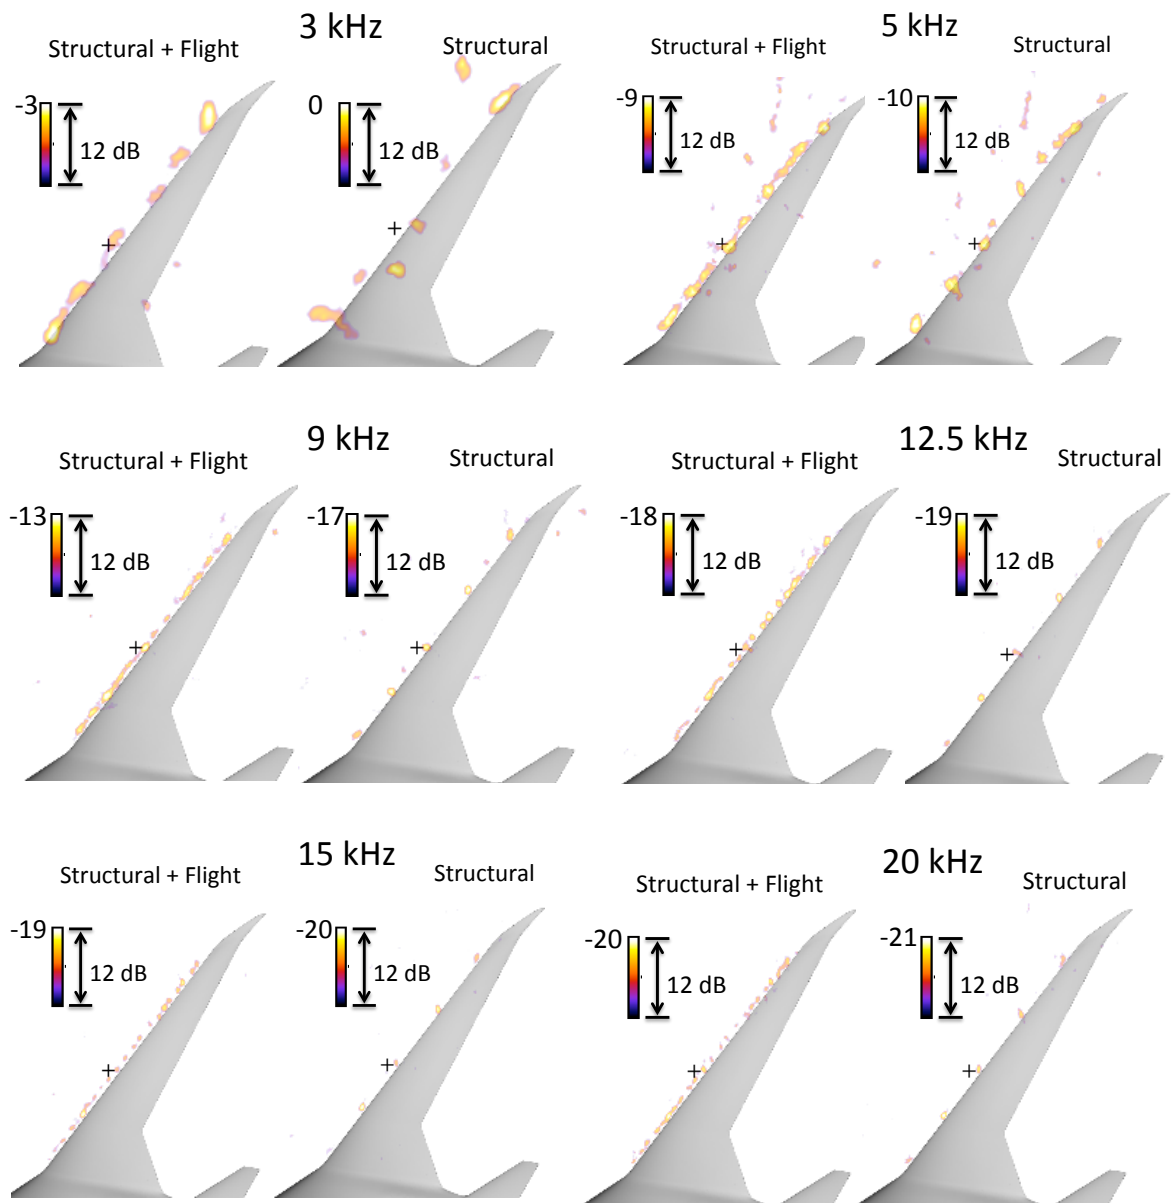 3 kHz
Structural + Flight
Structural
-3
12 dB
0
12 dB
5 kHz
Structural + Flight
Structural
-9
12 dB
-10
12 dB
9 kHz
Structural + Flight
Structural
-13
12 dB
-17
12 dB
12.5 kHz
Structural + Flight
Structural
-18
12 dB
-19
12 dB
15 kHz
Structural + Flight
Structural
-19
12 dB
-20
12 dB
20 kHz
Structural + Flight
Structural
-20
12 dB
-21
12 dB